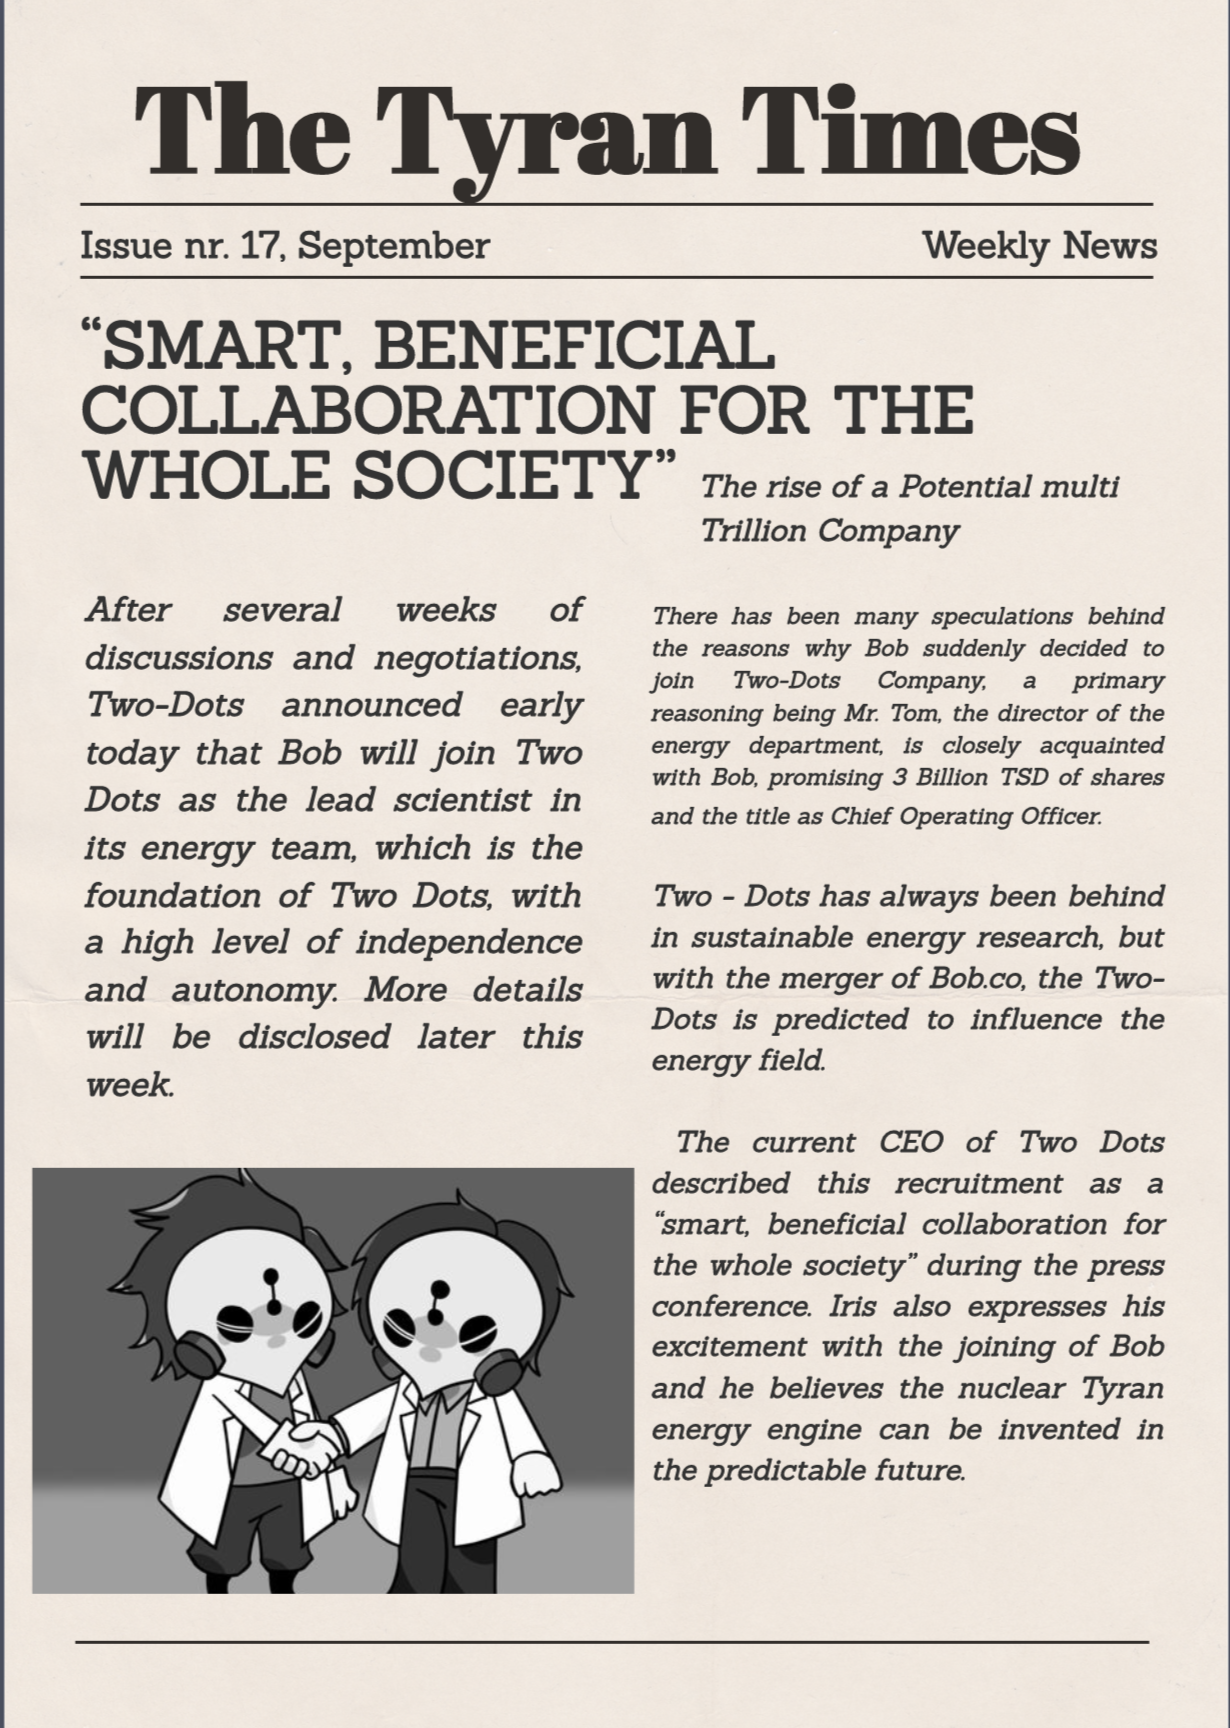 The Tyran Times
Issue nr. 17, September
Weekly News
“SMART, BENEFICIAL
COLLABORATION FOR THE
WHOLE SOCIETY”
The rise of a Potential multi
Trillion Company
After several weeks of
discussions and negotiations,
Two-Dots announced early
today that Bob will join Two
Dots as the lead scientist in
its energy team, which is the
foundation of Two Dots, with
a high level of independence
and autonomy. More details
will be disclosed later this
week.
There has been many speculations behind
the reasons why Bob suddenly decided to
join Two-Dots Company, a primary
reasoning being Mr. Tom, the director of the
energy department, is closely acquainted
with Bob, promising 3 Billion TSD of shares
and the title as Chief Operating Officer.
Two - Dots has always been behind
in sustainable energy research, but
with the merger of Bob.co, the Two-
Dots is predicted to influence the
energy field.
The current CEO of Two Dots
described this recruitment as a
“smart, beneficial collaboration for
the whole society” during the press
conference. Iris also expresses his
excitement with the joining of Bob
and he believes the nuclear Tyran
energy engine can be invented in
the predictable future.